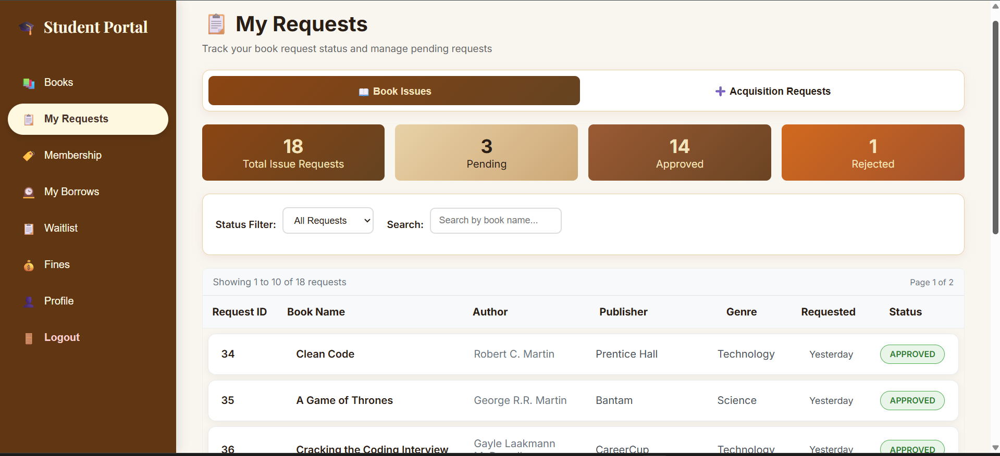 Student Portal
Books
My Requests
Membership
My Borrows
Waitlist
Fines
Profile
Logout
My Requests
Track your book request status and manage pending requests
Book Issues
Acquisition Requests
18
Total Issue Requests
3
Pending
14
Approved
1
Rejected
Status Filter: All Requests Search: Search by book name...
Showing 1 to 10 of 18 requests Page 1 of 2
Request ID Book Name Author Publisher Genre Requested Status
34 Clean Code Robert C. Martin Prentice Hall Technology Yesterday APPROVED
35 A Game of Thrones George R.R. Martin Bantam Science Yesterday APPROVED
36 Cracking the Coding Interview Gayle Laakmann CareerCup Technology Yesterday APPROVED